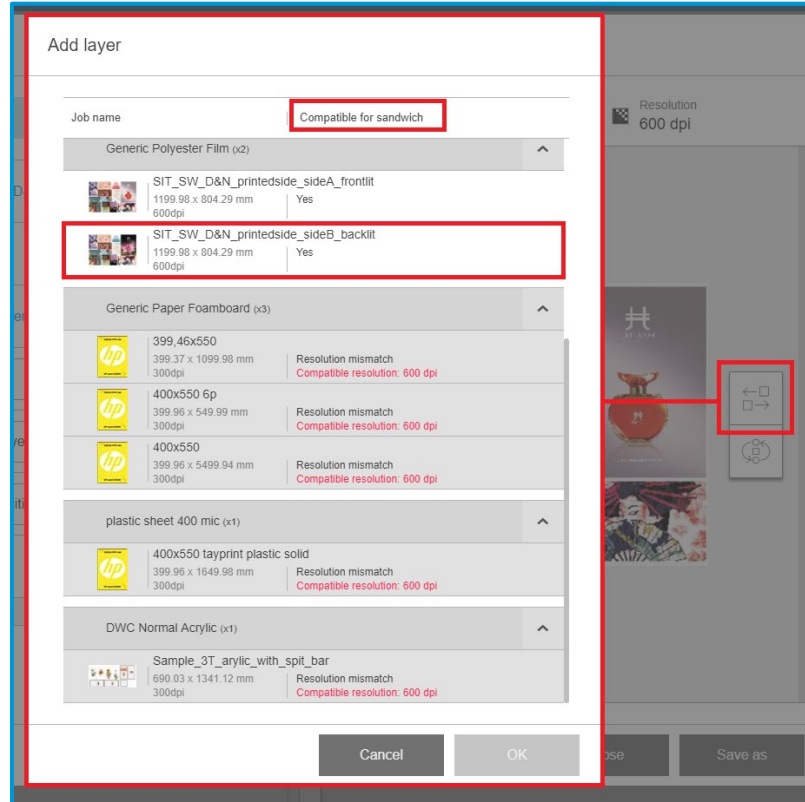 Add layer
Job name
Compatible for sandwich
Resolution
600 dpi
Generic Polyester Film (x2)
SIT_SW_D&N_printedside_sideA_frontlit
1199.98 x 804.29 mm
Yes
600dpi
SIT_SW_D&N_printedside_sideB_backlit
1199.98 x 804.29 mm
Yes
600dpi
Generic Paper Foamboard (x3)
399,46x550
399.37 x 1099.98 mm
Resolution mismatch
300dpi
Compatible resolution: 600 dpi
400x550 6p
399.96 x 549.99 mm
Resolution mismatch
300dpi
Compatible resolution: 600 dpi
400x550
399.96 x 5499.94 mm
Resolution mismatch
300dpi
Compatible resolution: 600 dpi
plastic sheet 400 mic (x1)
400x550 tayprint plastic solid
399.96 x 1649.98 mm
Resolution mismatch
300dpi
Compatible resolution: 600 dpi
DWC Normal Acrylic (x1)
Sample_3T_arylic_with_spit_bar
690.03 x 1341.12 mm
Resolution mismatch
300dpi
Compatible resolution: 600 dpi
Cancel
OK
Save as
hp
hp
hp
hp